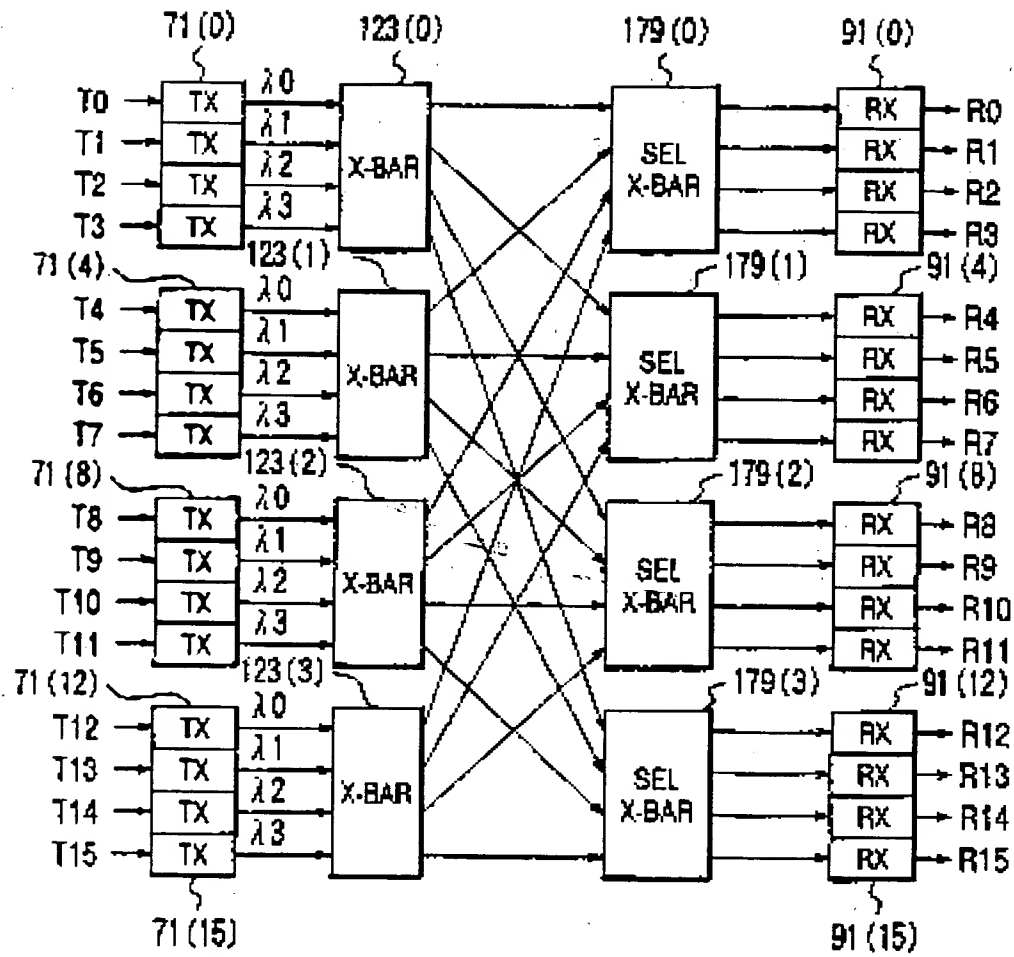 71(0) 123(0) 179(0) 91(0)
T0 TX λ0 RX R0
T1 TX λ1 X-BAR SEL X-BAR RX R1
T2 TX λ2 RX R2
T3 TX λ3 RX R3
71(4) 123(1) 179(1) 91(4)
T4 TX λ0 RX R4
T5 TX λ1 X-BAR SEL X-BAR RX R5
T6 TX λ2 RX R6
T7 TX λ3 RX R7
71(8) 123(2) 179(2) 91(8)
T8 TX λ0 RX R8
T9 TX λ1 X-BAR SEL X-BAR RX R9
T10 TX λ2 RX R10
T11 TX λ3 RX R11
71(12) 123(3) 179(3) 91(12)
T12 TX λ0 RX R12
T13 TX λ1 X-BAR SEL X-BAR RX R13
T14 TX λ2 RX R14
T15 TX λ3 RX R15
71(15) 91(15)